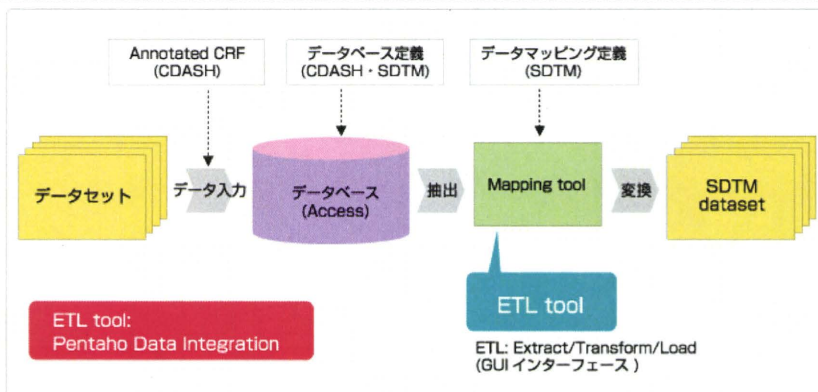 Annotated CRF
(CDASH)
データベース定義
(CDASH・SDTM)
データマッピング定義
(SDTM)
データセット
データ入力
データベース
(Access)
抽出
Mapping tool
変換
SDTM
dataset
ETL tool
ETL tool:
Pentaho Data Integration
ETL: Extract/Transform/Load
(GUI インターフェース )